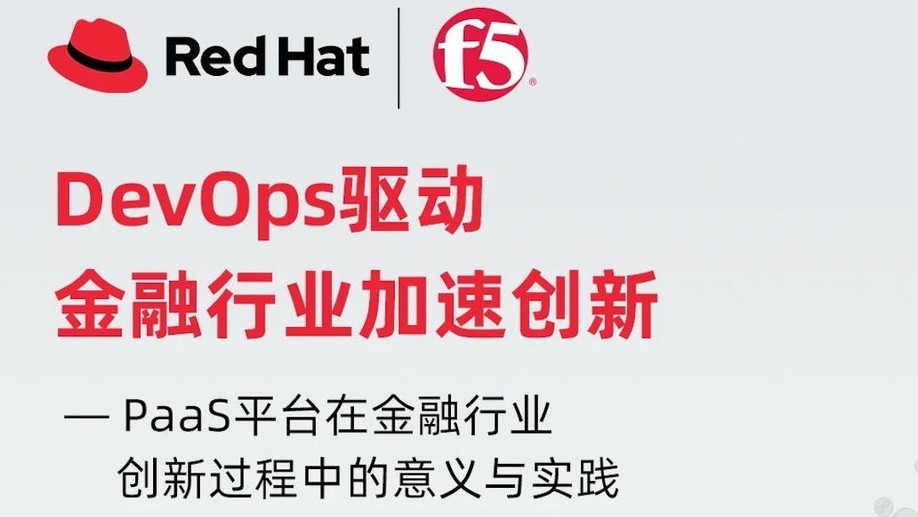 Red Hat
f5
DevOps驱动
金融行业加速创新
— PaaS平台在金融行业
创新过程中的意义与实践